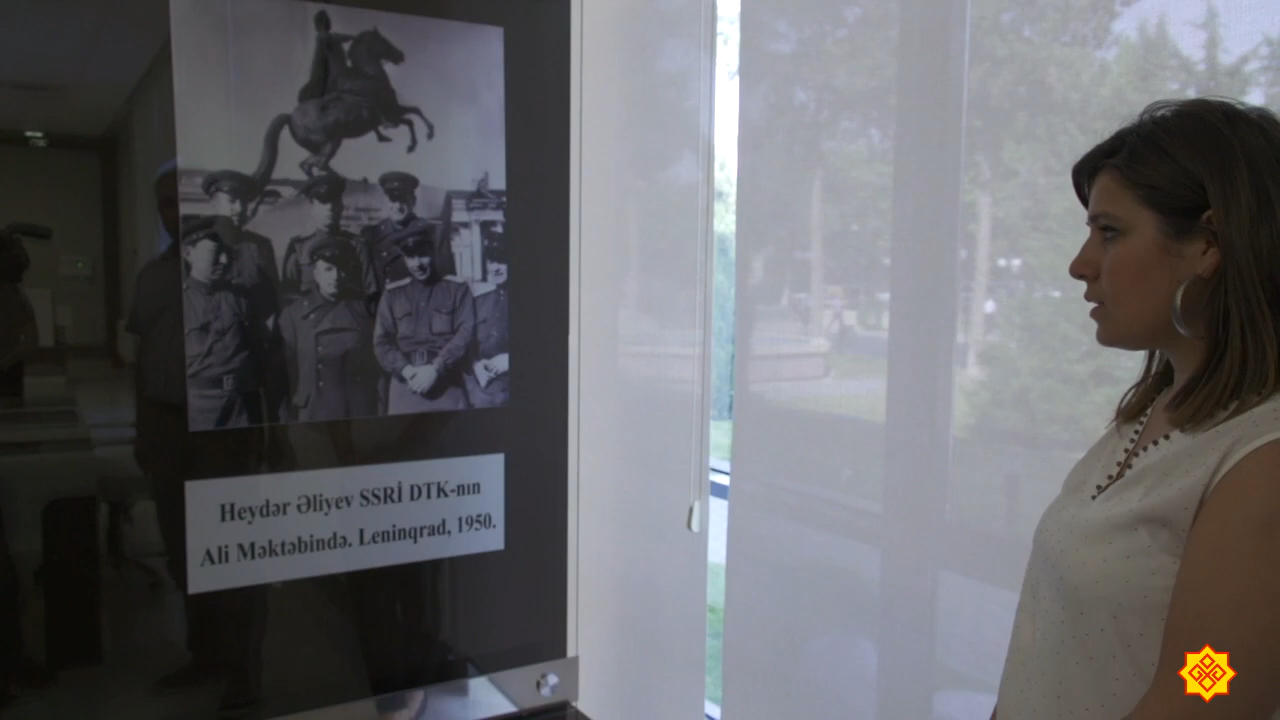 Heydər Əliyev SSRİ DTK-nın
Ali Məktəbində. Leninqrad, 1950.